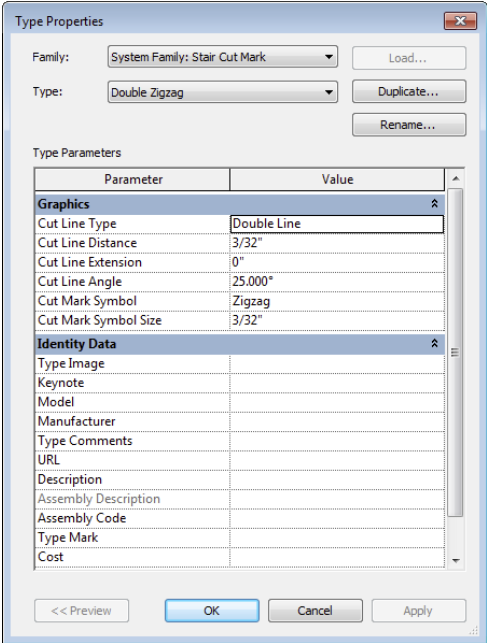 Type Properties
Family: System Family: Stair Cut Mark Load...
Type: Double Zigzag Duplicate...
Rename...
Type Parameters
Parameter Value
Graphics
Cut Line Type Double Line
Cut Line Distance 3/32"
Cut Line Extension 0"
Cut Line Angle 25.000°
Cut Mark Symbol Zigzag
Cut Mark Symbol Size 3/32"
Identity Data
Type Image
Keynote
Model
Manufacturer
Type Comments
URL
Description
Assembly Description
Assembly Code
Type Mark
Cost
<< Preview OK Cancel Apply